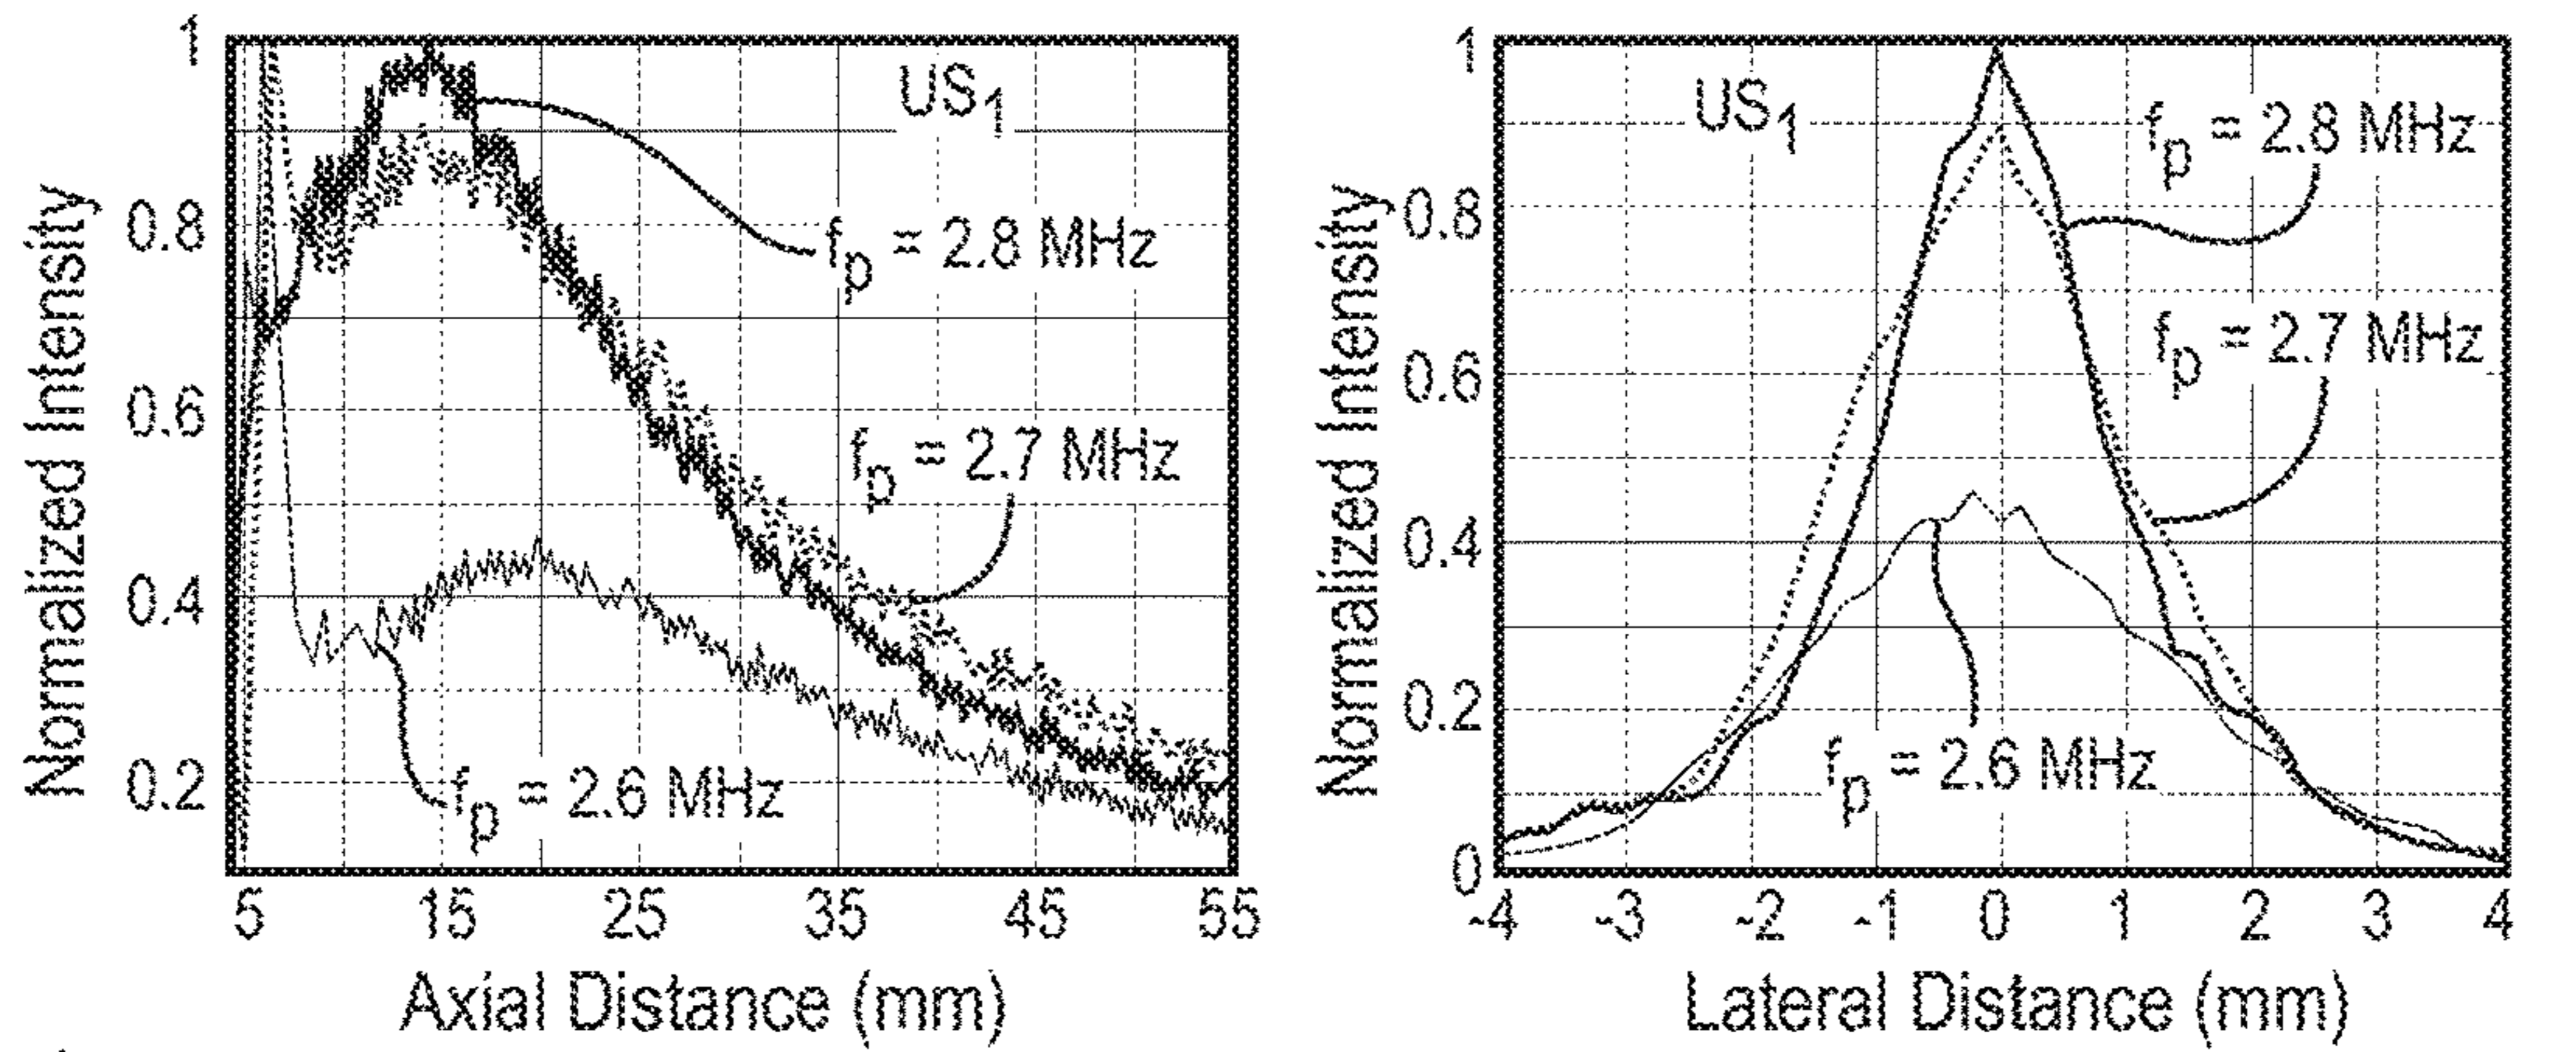 Normalized Intensity
1
0.8
0.6
0.4
0.2
US1
fp = 2.8 MHz
fp = 2.7 MHz
fp = 2.6 MHz
5 15 25 35 45 55
Axial Distance (mm)
Normalized Intensity
1
0.8
0.6
0.4
0.2
0
US1
fp = 2.8 MHz
fp = 2.7 MHz
fp = 2.6 MHz
-4 -3 -2 -1 0 1 2 3 4
Lateral Distance (mm)